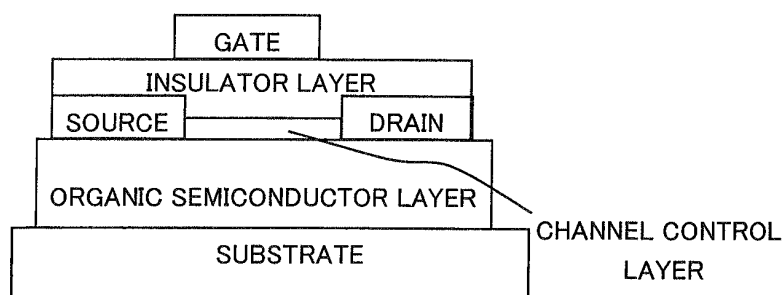 GATE
INSULATOR LAYER
SOURCE
DRAIN
ORGANIC SEMICONDUCTOR LAYER
CHANNEL CONTROL
LAYER
SUBSTRATE